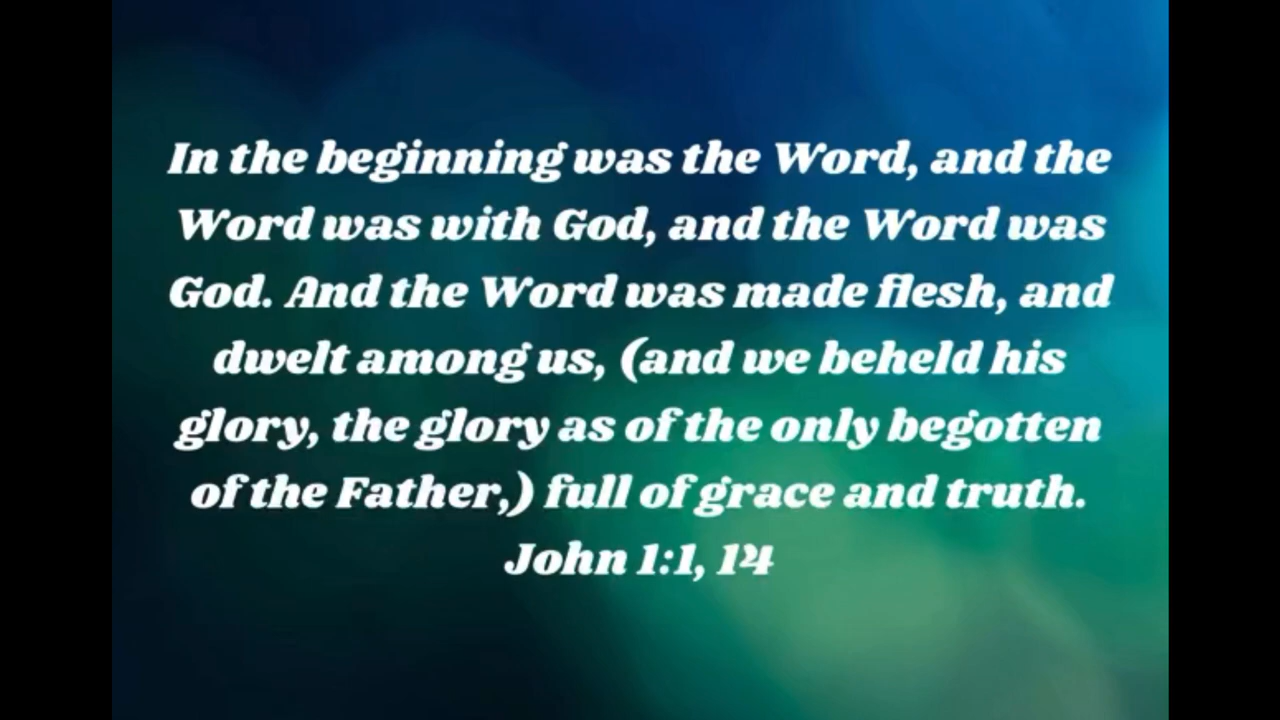 In the beginning was the Word, and the
Word was with God, and the Word was
God. And the Word was made flesh, and
dwelt among us, (and we beheld his
glory, the glory as of the only begotten
of the Father,) full of grace and truth.
John 1:1, 14